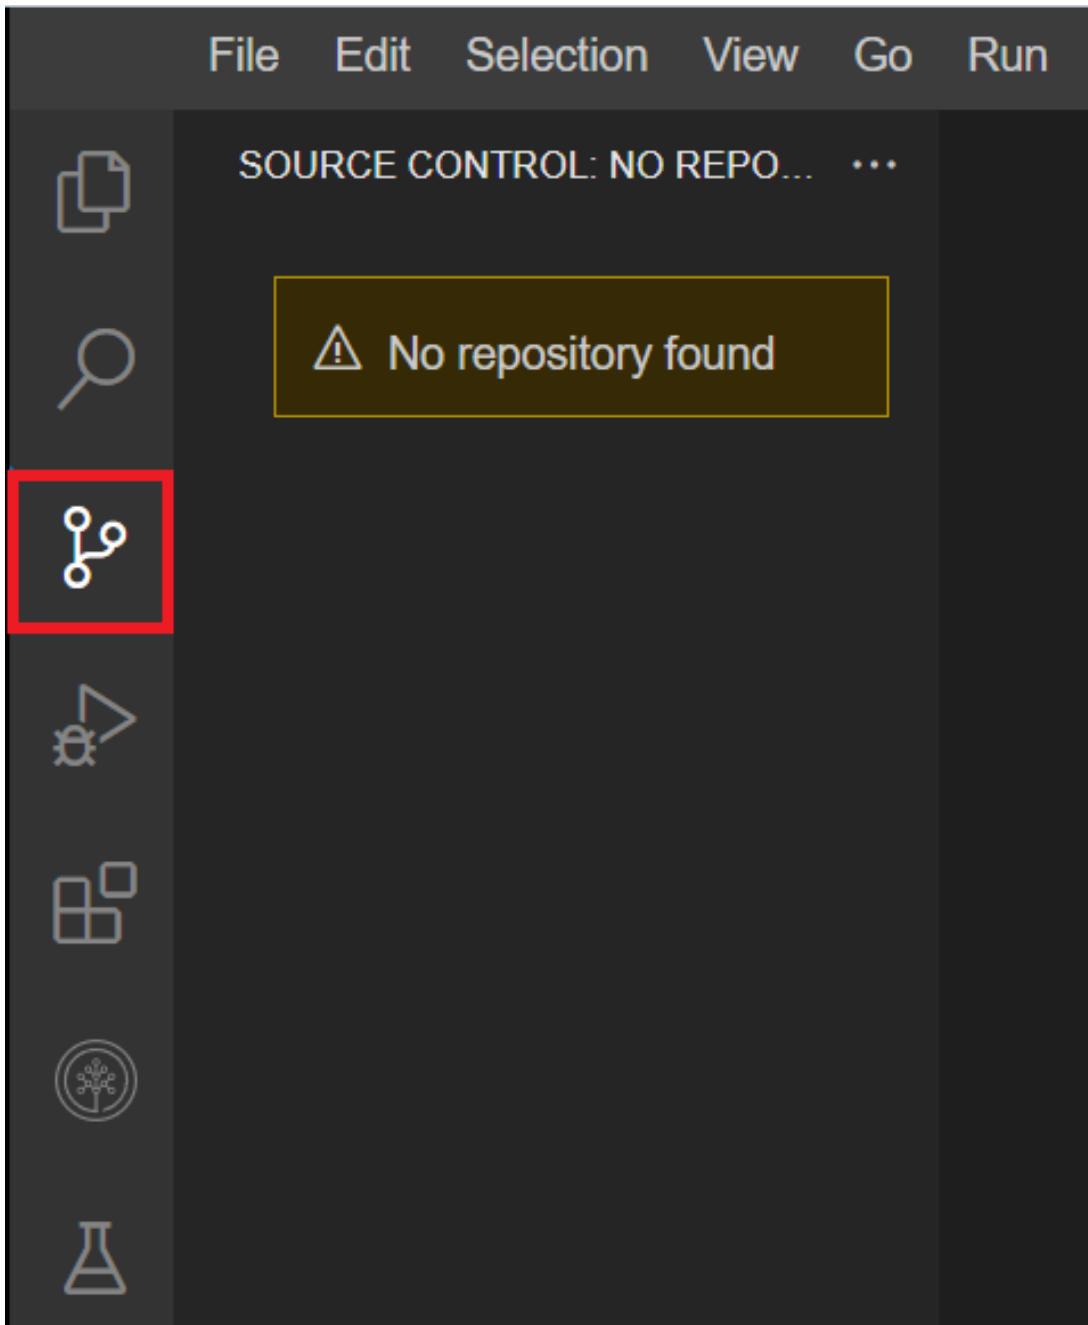 File Edit Selection View Go Run
SOURCE CONTROL: NO REPO... ···
No repository found